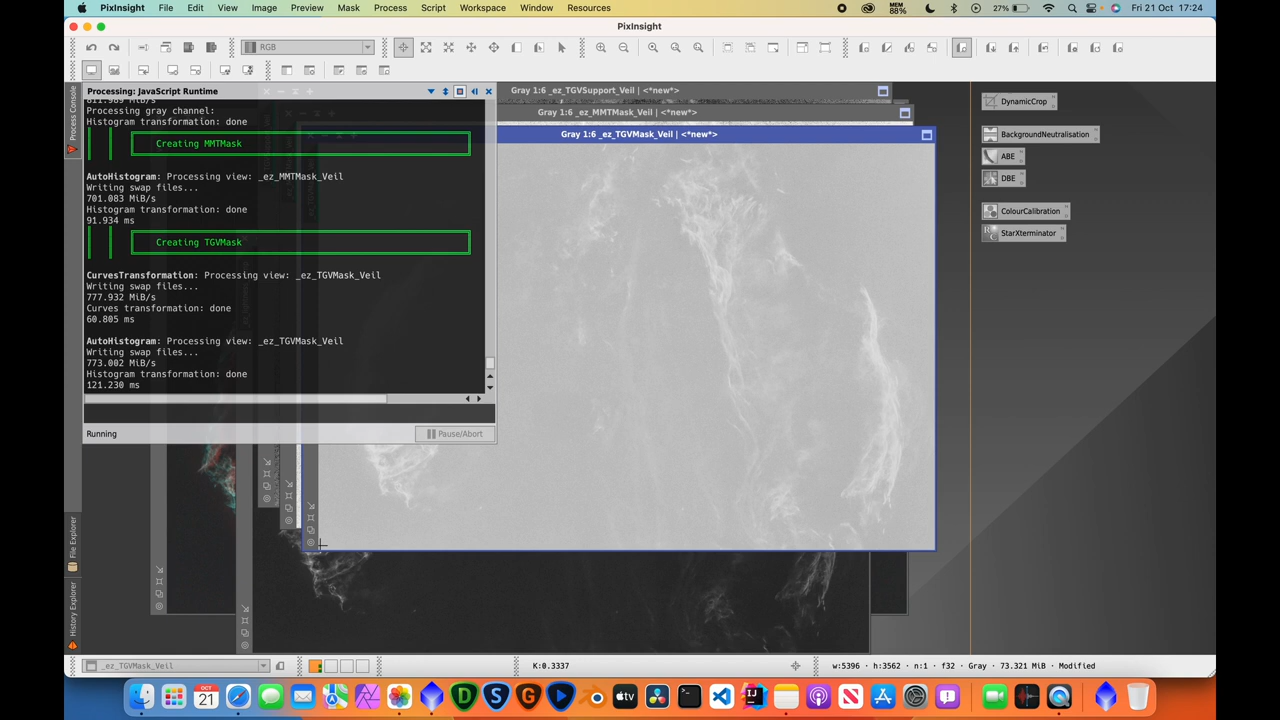 PixInsight File Edit View Image Preview Mask Process Script Workspace Window Resources MEM 88% 27% Fri 21 Oct 17:24
PixInsight
RGB
Processing: JavaScript Runtime
Process Console
File Explorer
History Explorer
811.989 MiB/s
Processing gray channel:
Histogram transformation: done
Creating MMTMask
AutoHistogram: Processing view: _ez_MMTMask_Veil
Writing swap files...
701.083 MiB/s
Histogram transformation: done
91.934 ms
Creating TGVMask
CurvesTransformation: Processing view: _ez_TGVMask_Veil
Writing swap files...
777.932 MiB/s
Curves transformation: done
60.805 ms
AutoHistogram: Processing view: _ez_TGVMask_Veil
Writing swap files...
773.002 MiB/s
Histogram transformation: done
121.230 ms
Running Pause/Abort
Gray 1:6 _ez_TGVSupport_Veil | <*new*>
Gray 1:6 _ez_MMTMask_Veil | <*new*>
Gray 1:6 _ez_TGVMask_Veil | <*new*>
DynamicCrop
BackgroundNeutralisation
ABE
DBE
ColourCalibration
StarXterminator
_ez_TGVMask_Veil K:0.3337 w:5396 · h:3562 · n:1 · f32 · Gray · 73.321 MiB · Modified
OCT
21